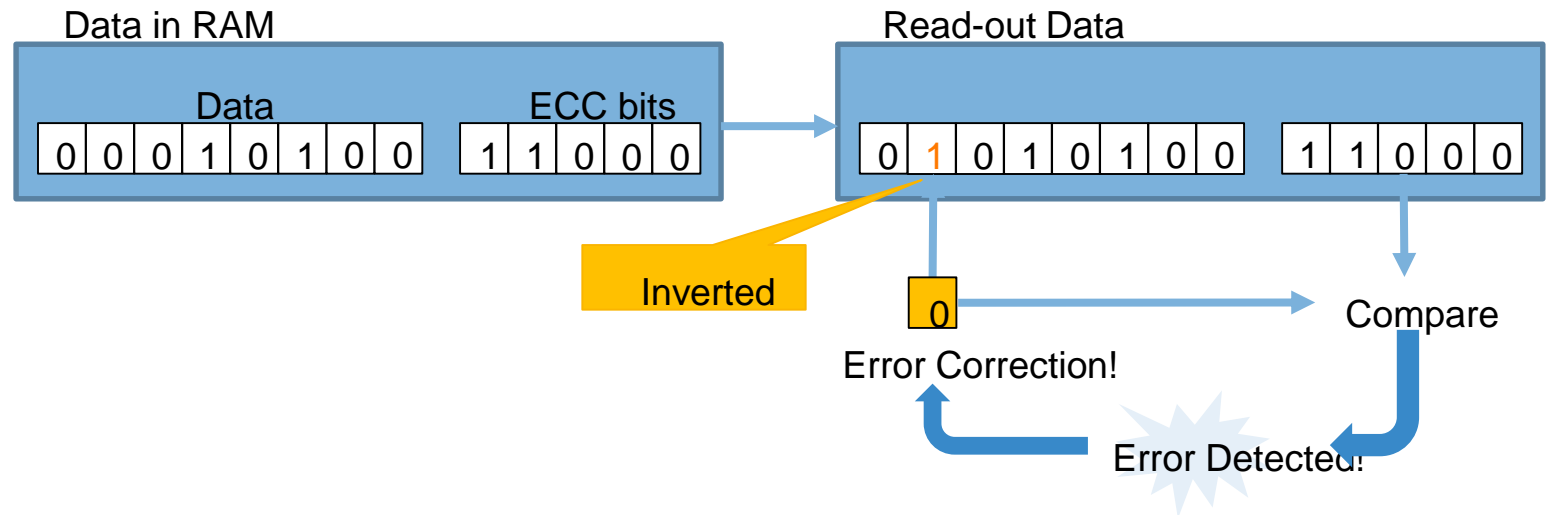 Data in RAM
Data ECC bits
0 0 0 1 0 1 0 0 1 1 0 0 0
Read-out Data
0 1 0 1 0 1 0 0 1 1 0 0 0
Inverted
0
Compare
Error Correction!
Error Detected!